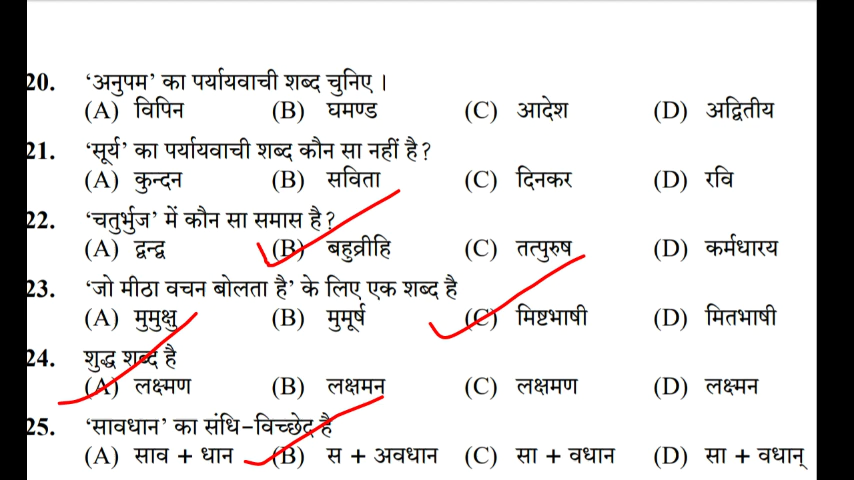 20. ‘अनुपम’ का पर्यायवाची शब्द चुनिए ।
(A) विपिन (B) घमण्ड (C) आदेश (D) अद्वितीय
21. ‘सूर्य’ का पर्यायवाची शब्द कौन सा नहीं है ?
(A) कुन्दन (B) सविता (C) दिनकर (D) रवि
22. ‘चतुर्भुज’ में कौन सा समास है ?
(A) द्वन्द्व (B) बहुव्रीहि (C) तत्पुरुष (D) कर्मधारय
23. ‘जो मीठा वचन बोलता है’ के लिए एक शब्द है
(A) मुमुक्षु (B) मुमूर्ष (C) मिष्टभाषी (D) मितभाषी
24. शुद्ध शब्द है
(A) लक्ष्मण (B) लक्षमन (C) लक्षमण (D) लक्ष्मन
25. ‘सावधान’ का संधि-विच्छेद है
(A) साव + धान (B) स + अवधान (C) सा + वधान (D) सा + वधान्